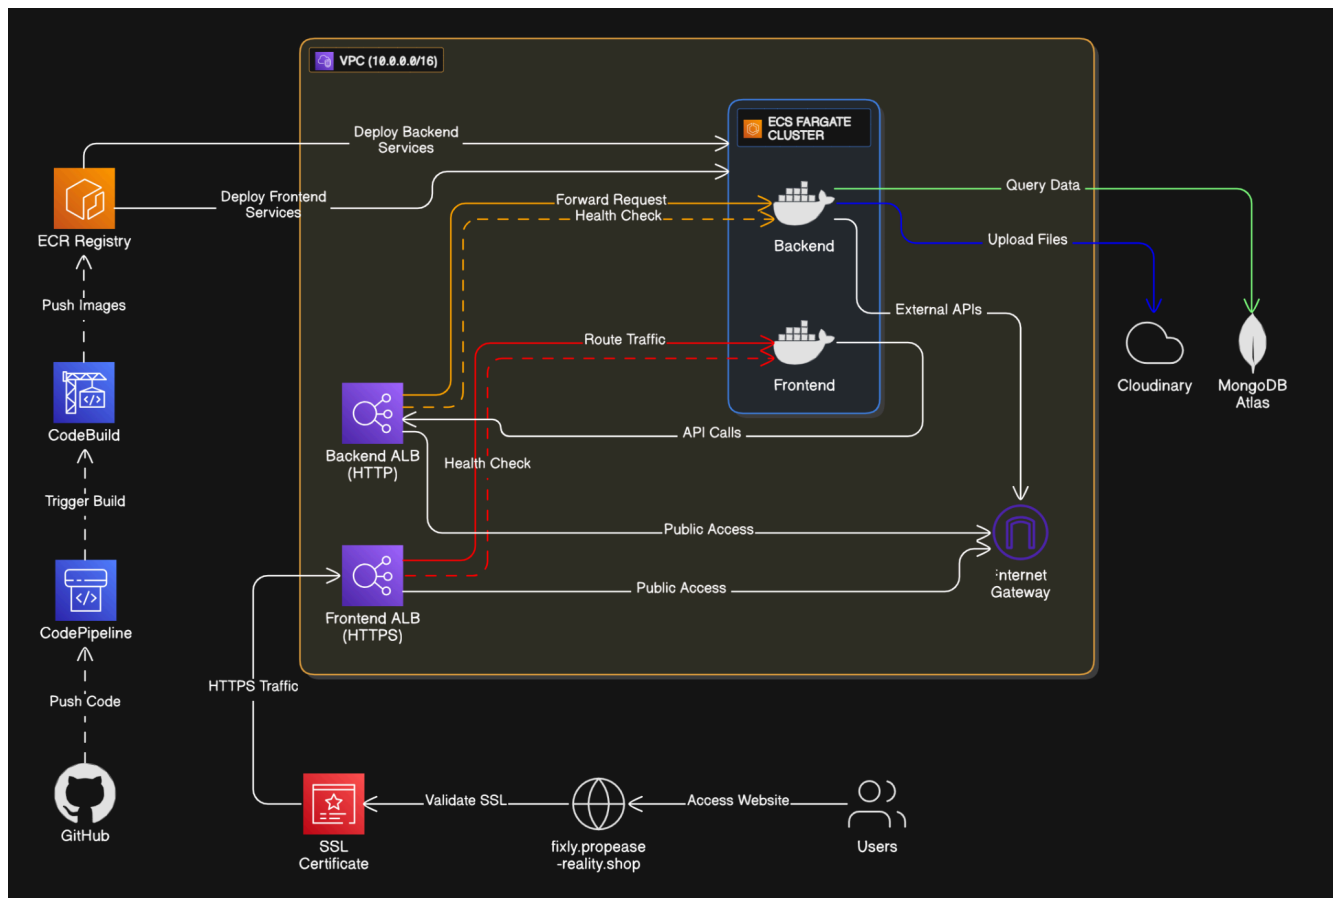 VPC (10.0.0.0/16)
ECS FARGATE
CLUSTER
Deploy Backend
Services
Deploy Frontend
Services
ECR Registry
Forward Request
Health Check
Backend
Query Data
Upload Files
External APIs
Push Images
Route Traffic
Frontend
Cloudinary
MongoDB
Atlas
CodeBuild
Backend ALB
(HTTP)
API Calls
Health Check
Trigger Build
Public Access
Internet
Gateway
Public Access
Frontend ALB
(HTTPS)
CodePipeline
HTTPS Traffic
Push Code
GitHub
Validate SSL
Access Website
SSL
Certificate
fixly.propease
-reality.shop
Users